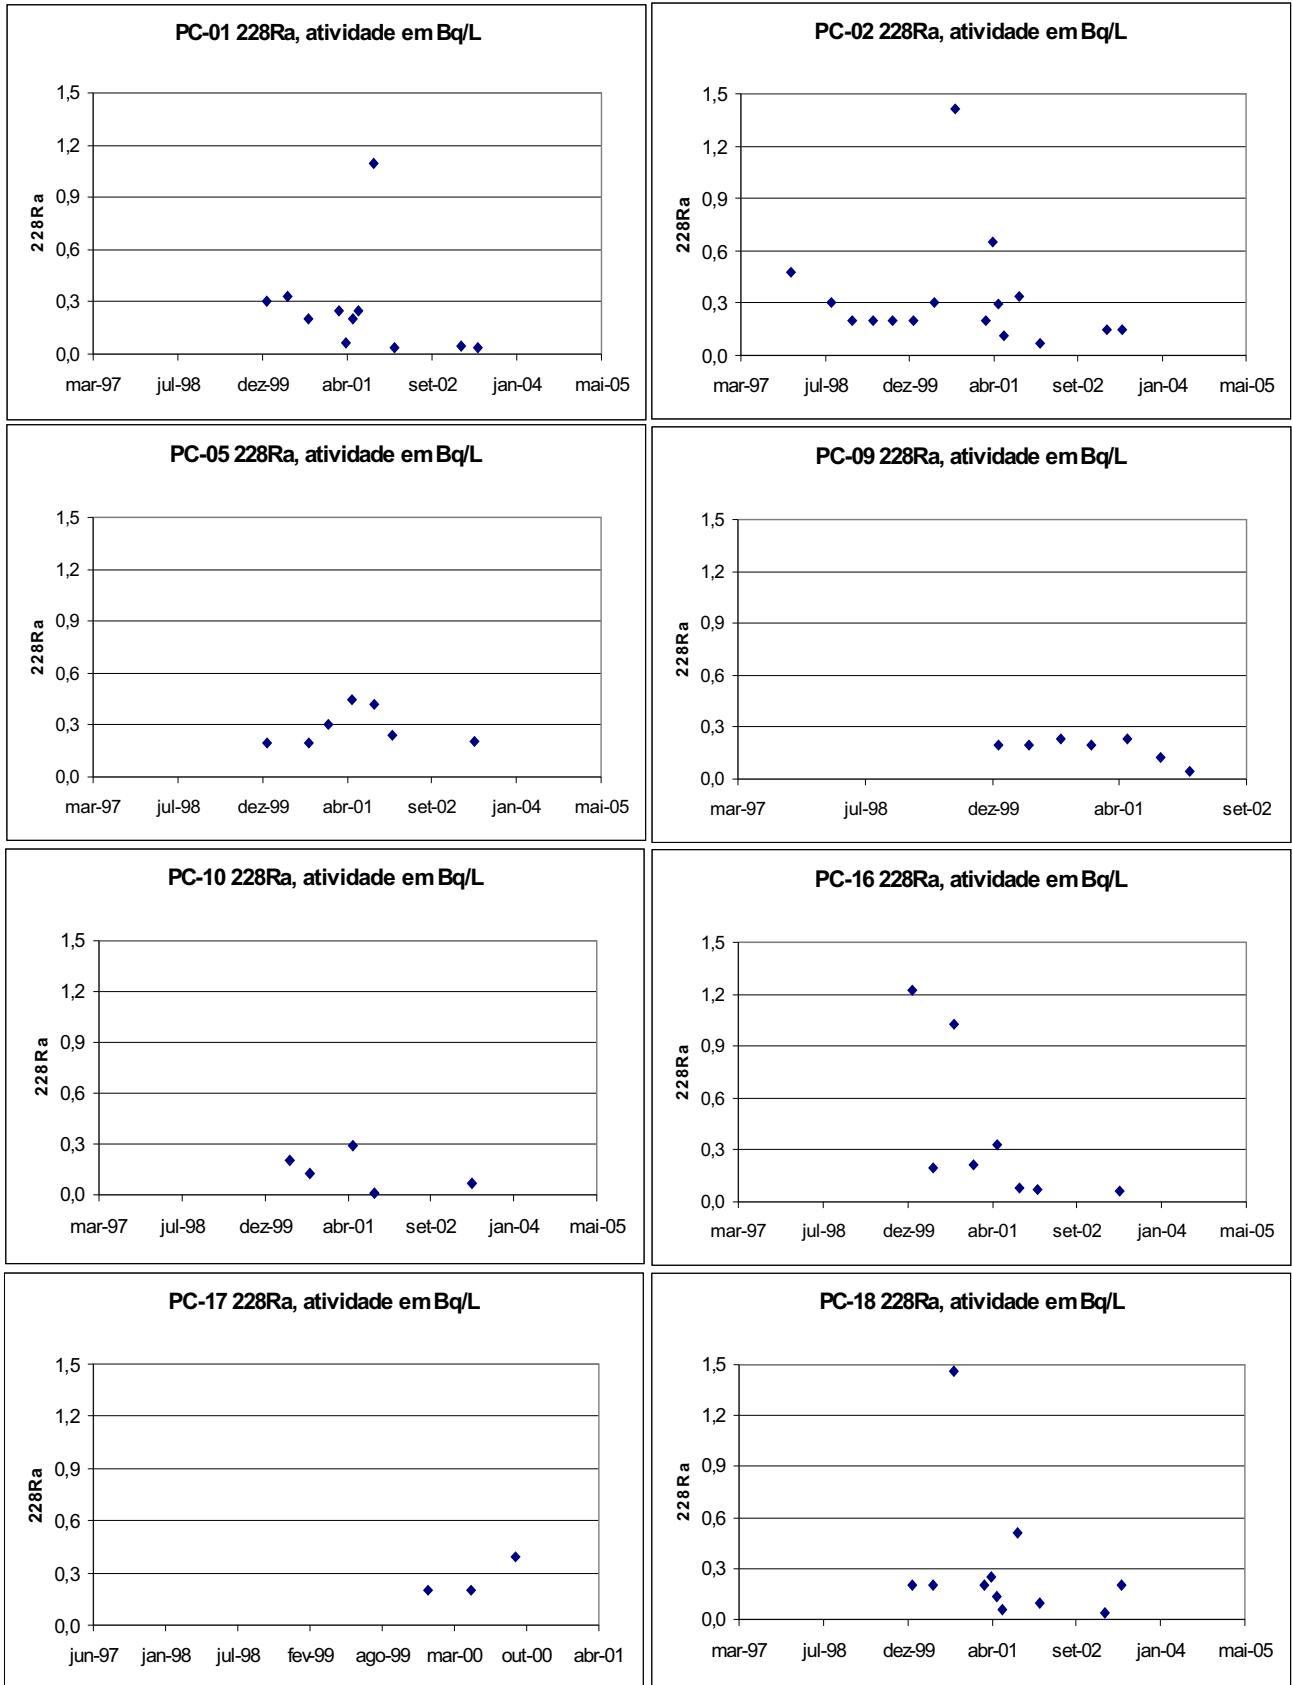 PC-01 228Ra, atividade em Bq/L
1,5
1,2
0,9
0,6
0,3
0,0
228Ra
mar-97 jul-98 dez-99 abr-01 set-02 jan-04 mai-05
PC-02 228Ra, atividade em Bq/L
1,5
1,2
0,9
0,6
0,3
0,0
228Ra
mar-97 jul-98 dez-99 abr-01 set-02 jan-04 mai-05
PC-05 228Ra, atividade em Bq/L
1,5
1,2
0,9
0,6
0,3
0,0
228Ra
mar-97 jul-98 dez-99 abr-01 set-02 jan-04 mai-05
PC-09 228Ra, atividade em Bq/L
1,5
1,2
0,9
0,6
0,3
0,0
228Ra
mar-97 jul-98 dez-99 abr-01 set-02
PC-10 228Ra, atividade em Bq/L
1,5
1,2
0,9
0,6
0,3
0,0
228Ra
mar-97 jul-98 dez-99 abr-01 set-02 jan-04 mai-05
PC-16 228Ra, atividade em Bq/L
1,5
1,2
0,9
0,6
0,3
0,0
228Ra
mar-97 jul-98 dez-99 abr-01 set-02 jan-04 mai-05
PC-17 228Ra, atividade em Bq/L
1,5
1,2
0,9
0,6
0,3
0,0
228Ra
jun-97 jan-98 jul-98 fev-99 ago-99 mar-00 out-00 abr-01
PC-18 228Ra, atividade em Bq/L
1,5
1,2
0,9
0,6
0,3
0,0
228Ra
mar-97 jul-98 dez-99 abr-01 set-02 jan-04 mai-05